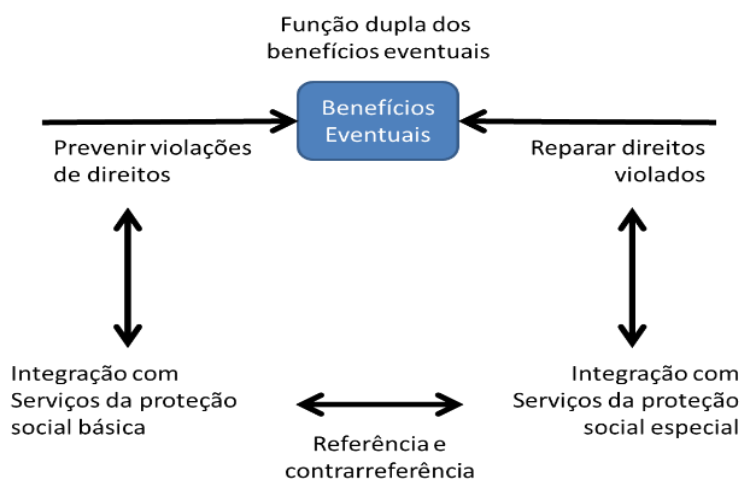 Função dupla dos
benefícios eventuais
Benefícios
Eventuais
Prevenir violações
de direitos
Reparar direitos
violados
Integração com
Serviços da proteção
social básica
Integração com
Serviços da proteção
social especial
Referência e
contrarreferência